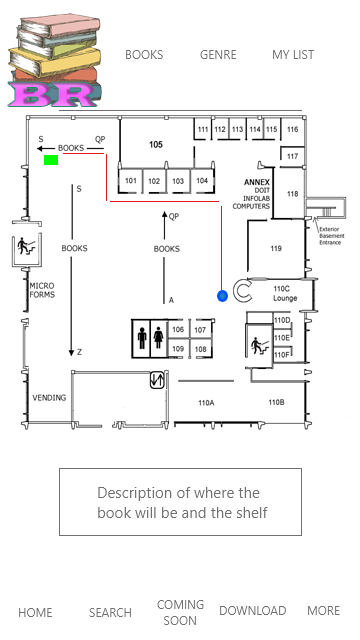 BOOKS GENRE MY LIST
BR
S BOOKS QP
105
111 112 113 114 115 116
117
101 102 103 104
118
ANNEX
DOIT
INFOLAB
COMPUTERS
S
QP
Exterior
Basement
Entrance
BOOKS
BOOKS
119
MICRO
FORMS
110C
Lounge
A
C
110D
106 107
110E
109 108
110F
Z
VENDING
110A
110B
Description of where the
book will be and the shelf
HOME SEARCH COMING
SOON DOWNLOAD MORE